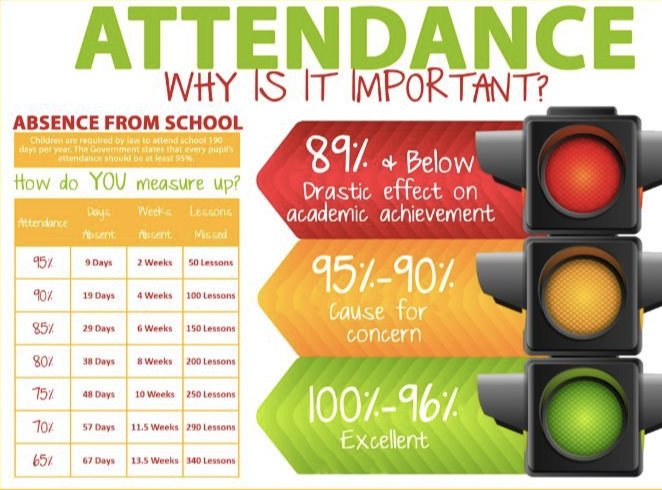 ATTENDANCE
WHY IS IT IMPORTANT?
ABSENCE FROM SCHOOL
Children are required by law to attend school 190
days per year. The Government states that every pupil's
attendance should be at least 95%.
How do YOU measure up?
Attendance Days Absent Weeks Absent Lessons Missed
95% 9 Days 2 Weeks 50 Lessons
90% 19 Days 4 Weeks 100 Lessons
85% 29 Days 6 Weeks 150 Lessons
80% 38 Days 8 Weeks 200 Lessons
75% 48 Days 10 Weeks 250 Lessons
70% 57 Days 11.5 Weeks 290 Lessons
65% 67 Days 13.5 Weeks 340 Lessons
89% & Below
Drastic effect on
academic achievement
95%-90%
Cause for
concern
100%-96%
Excellent